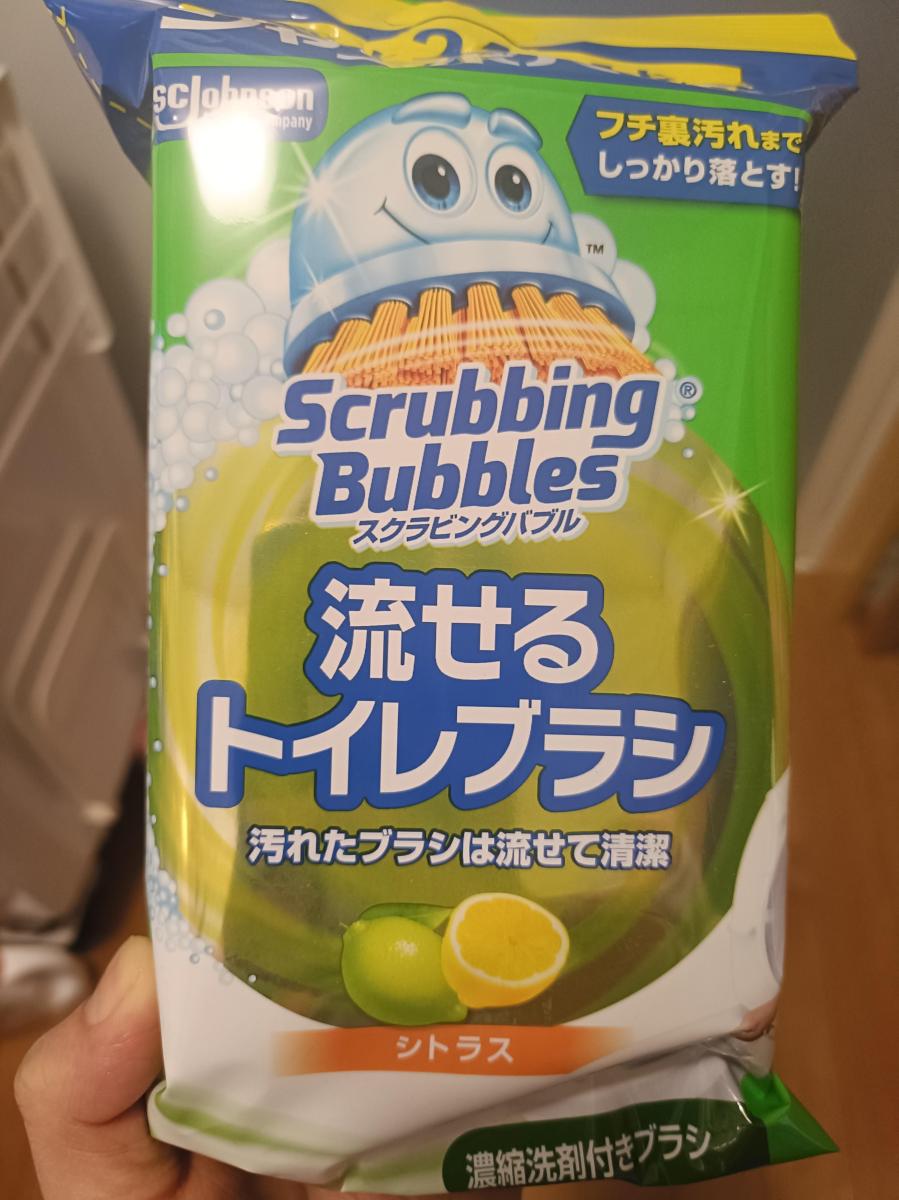 SC Johnson
フチ裏汚れまで
しっかり落とす!
TM
Scrubbing
®
Bubbles
スクラビングバブル
流せる
トイレブラシ
汚れたブラシは流せて清潔
シトラス
濃縮洗剤付きブラシ